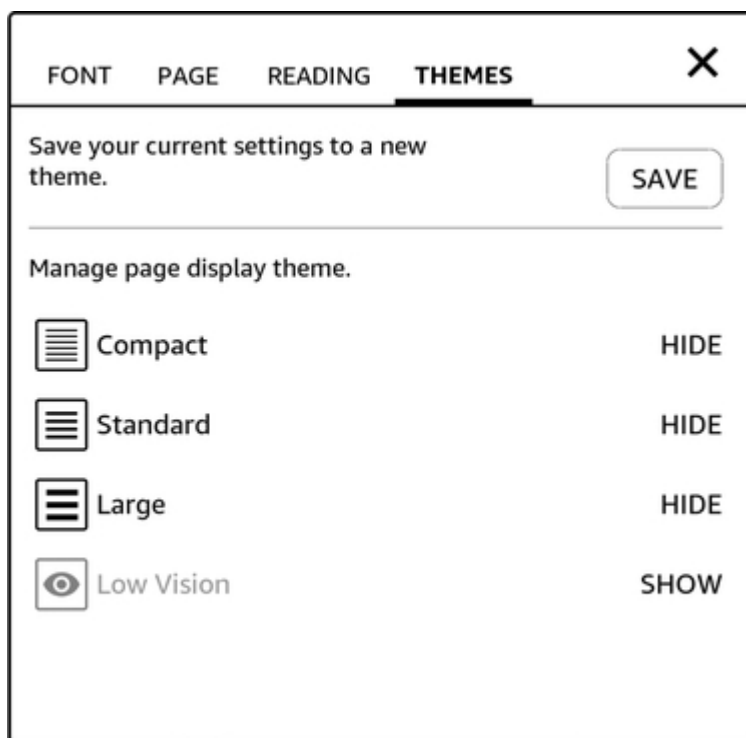 FONT PAGE READING THEMES
Save your current settings to a new
theme.
SAVE
Manage page display theme.
Compact HIDE
Standard HIDE
Large HIDE
Low Vision SHOW